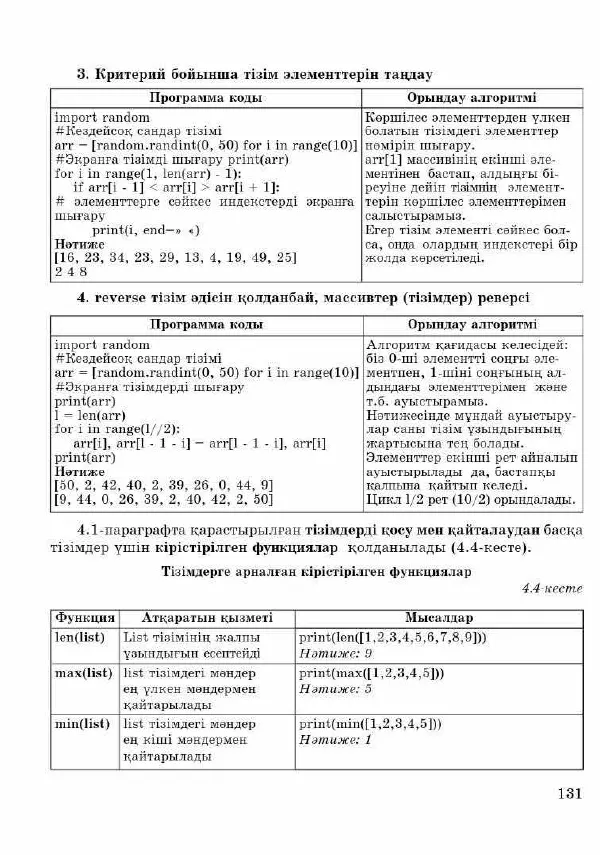 3. Критерий бойынша тізім элементтерін таңдау
Программа коды
import random
#Кездейсоқ сандар тізімі
arr = [random.randint(0, 50) for i in range(10)]
#Экранға тізімді шығару print(arr)
for i in range(1, len(arr) - 1):
if arr[i - 1] < arr[i] > arr[i + 1]:
# элементтерге сәйкес индекстерді экранға
шығару
print(i, end=» «)
Нәтиже
[16, 23, 34, 23, 29, 13, 4, 19, 49, 25]
2 4 8
Орындау алгоритмі
Көршілес элементтерден үлкен
болатын тізімдегі элементтер
нөмірін шығару.
arr[1] массивінің екінші эле-
ментінен бастап, алдыңғы бі-
реуіне дейін тізімнің элемент-
терін көршілес элементтерімен
салыстырамыз.
Егер тізім элементі сәйкес бол-
са, онда олардың индекстері бір
жолда көрсетіледі.
4. reverse тізім әдісін қолданбай, массивтер (тізімдер) реверсі
Программа коды
import random
#Кездейсоқ сандар тізімі
arr = [random.randint(0, 50) for i in range(10)]
#Экранға тізімдерді шығару
print(arr)
l = len(arr)
for i in range(l//2):
arr[i], arr[l - 1 - i] = arr[l - 1 - i], arr[i]
print(arr)
Нәтиже
[50, 2, 42, 40, 2, 39, 26, 0, 44, 9]
[9, 44, 0, 26, 39, 2, 40, 42, 2, 50]
Орындау алгоритмі
Алгоритм қағидасы келесідей:
біз 0-ші элементті соңғы эле-
ментпен, 1-шіні соңғының ал-
дындағы элементтерімен және
т.б. ауыстырамыз.
Нәтижесінде мұндай ауыстыру-
лар саны тізім ұзындығының
жартысына тең болады.
Элементтер екінші рет айналып
ауыстырылады да, бастапқы
қалпына қайтып келеді.
Цикл l/2 рет (10/2) орындалады.
4.1-параграфта қарастырылған тізімдерді қосу мен қайталаудан басқа
тізімдер үшін кірістірілген функциялар қолданылады (4.4-кесте).
Тізімдерге арналған кірістірілген функциялар
4.4-кесте
Функция Атқаратын қызметі Мысалдар
len(list) List тізімінің жалпы print(len([1,2,3,4,5,6,7,8,9]))
ұзындығын есептейді Нәтиже: 9
max(list) list тізімдегі мәндер print(max([1,2,3,4,5]))
ең үлкен мәндермен Нәтиже: 5
қайтарылады
min(list) list тізімдегі мәндер print(min([1,2,3,4,5]))
ең кіші мәндермен Нәтиже: 1
қайтарылады
131